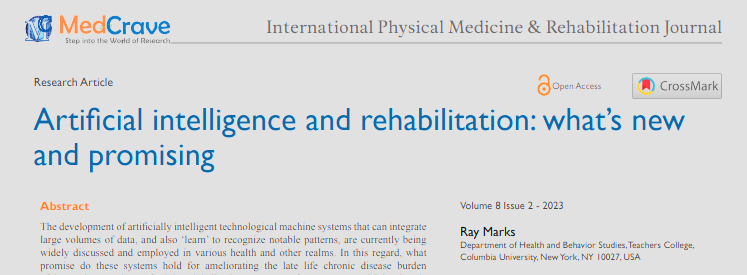 MedCrave
Step into the World of Research
International Physical Medicine & Rehabilitation Journal
Research Article
Open Access
CrossMark
Artificial intelligence and rehabilitation: what's new
and promising
Abstract
The development of artificially intelligent technological machine systems that can integrate
large volumes of data, and also 'learn' to recognize notable patterns, are currently being
widely discussed and employed in various health and other realms. In this regard, what
promise do these systems hold for ameliorating the late life chronic disease burden
Volume 8 Issue 2 - 2023
Ray Marks
Department of Health and Behavior Studies, Teachers College,
Columbia University, New York, NY 10027, USA